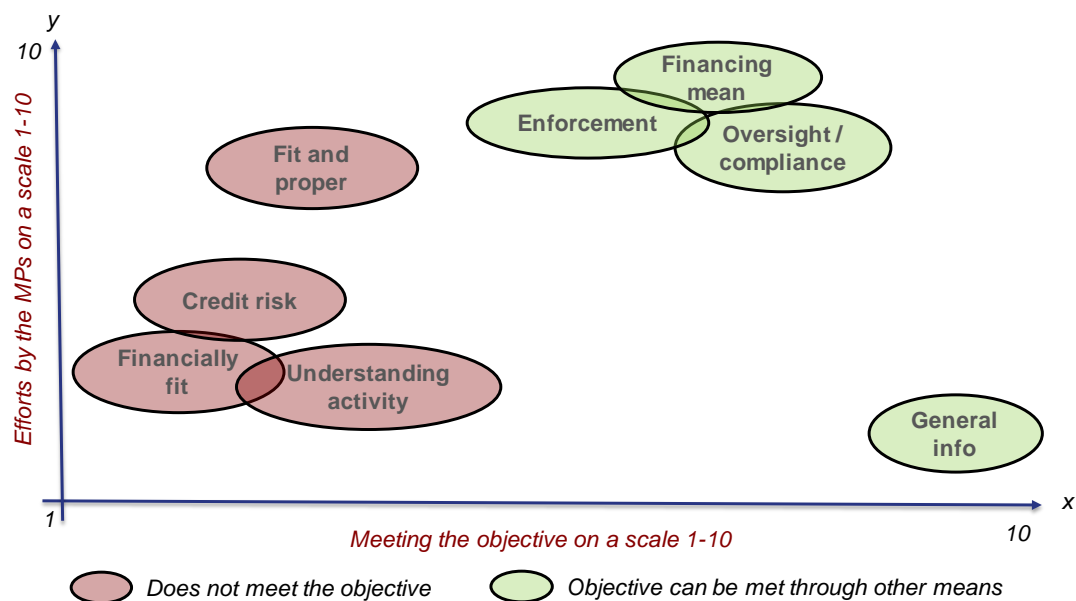 y
10
Efforts by the MPs on a scale 1-10
Financing
mean
Enforcement
Oversight /
compliance
Fit and
proper
Credit risk
Financially
fit
Understanding
activity
General
info
x
1
10
Meeting the objective on a scale 1-10
Does not meet the objective
Objective can be met through other means